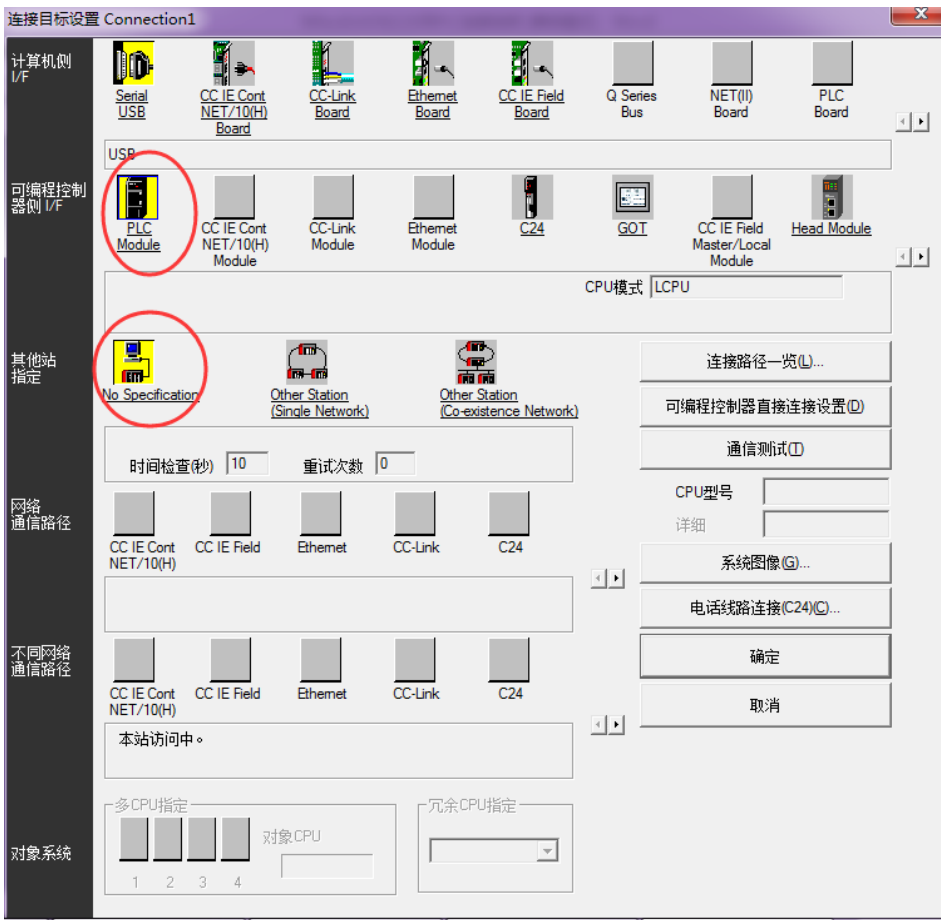 连接目标设置 Connection1
计算机侧
I/F
Serial
USB
CC IE Cont
NET/10(H)
Board
CC-Link
Board
Ethernet
Board
CC IE Field
Board
Q Series
Bus
NET(II)
Board
PLC
Board
USB
可编程控制
器侧 I/F
PLC
Module
CC IE Cont
NET/10(H)
Module
CC-Link
Module
Ethernet
Module
C24
GOT
CC IE Field
Master/Local
Module
Head Module
CPU模式 LCPU
其他站
指定
No Specification
Other Station
(Single Network)
Other Station
(Co-existence Network)
连接路径一览(L)...
可编程控制器直接连接设置(D)
通信测试(T)
时间检查(秒) 10 重试次数 0
CPU型号
详细
网络
通信路径
CC IE Cont
NET/10(H)
CC IE Field
Ethernet
CC-Link
C24
系统图像(G)...
电话线路连接(C24)(C)...
不同网络
通信路径
CC IE Cont
NET/10(H)
CC IE Field
Ethernet
CC-Link
C24
确定
取消
本站访问中。
对象系统
多CPU指定
对象CPU
1 2 3 4
冗余CPU指定